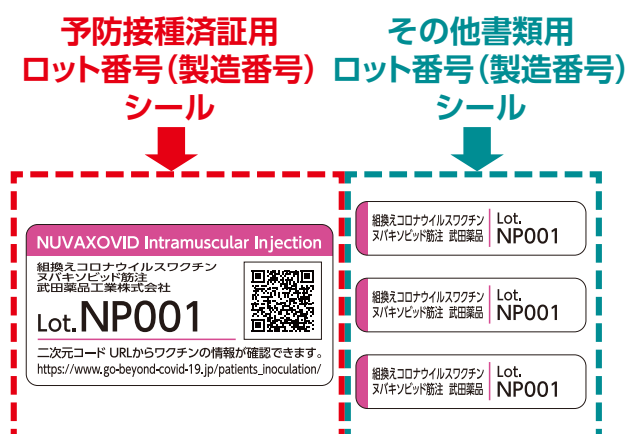 予防接種済証用
ロット番号(製造番号)
シール
その他書類用
ロット番号(製造番号)
シール
NUVAXOVID Intramuscular Injection
組換えコロナウイルスワクチン
ヌバキソビッド筋注
武田薬品工業株式会社
Lot. NP001
二次元コード URLからワクチンの情報が確認できます。
https://www.go-beyond-covid-19.jp/patients_inoculation/
組換えコロナウイルスワクチン
ヌバキソビッド筋注 武田薬品
Lot.
NP001
組換えコロナウイルスワクチン
ヌバキソビッド筋注 武田薬品
Lot.
NP001
組換えコロナウイルスワクチン
ヌバキソビッド筋注 武田薬品
Lot.
NP001